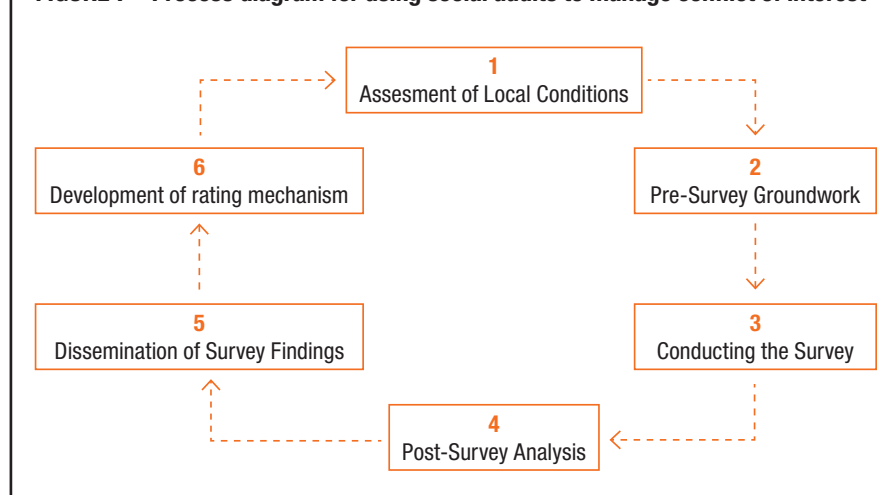 FIGURE 1 Process diagram for using social audits to manage conflict of interest
1
Assesment of Local Conditions
2
Pre-Survey Groundwork
3
Conducting the Survey
4
Post-Survey Analysis
5
Dissemination of Survey Findings
6
Development of rating mechanism